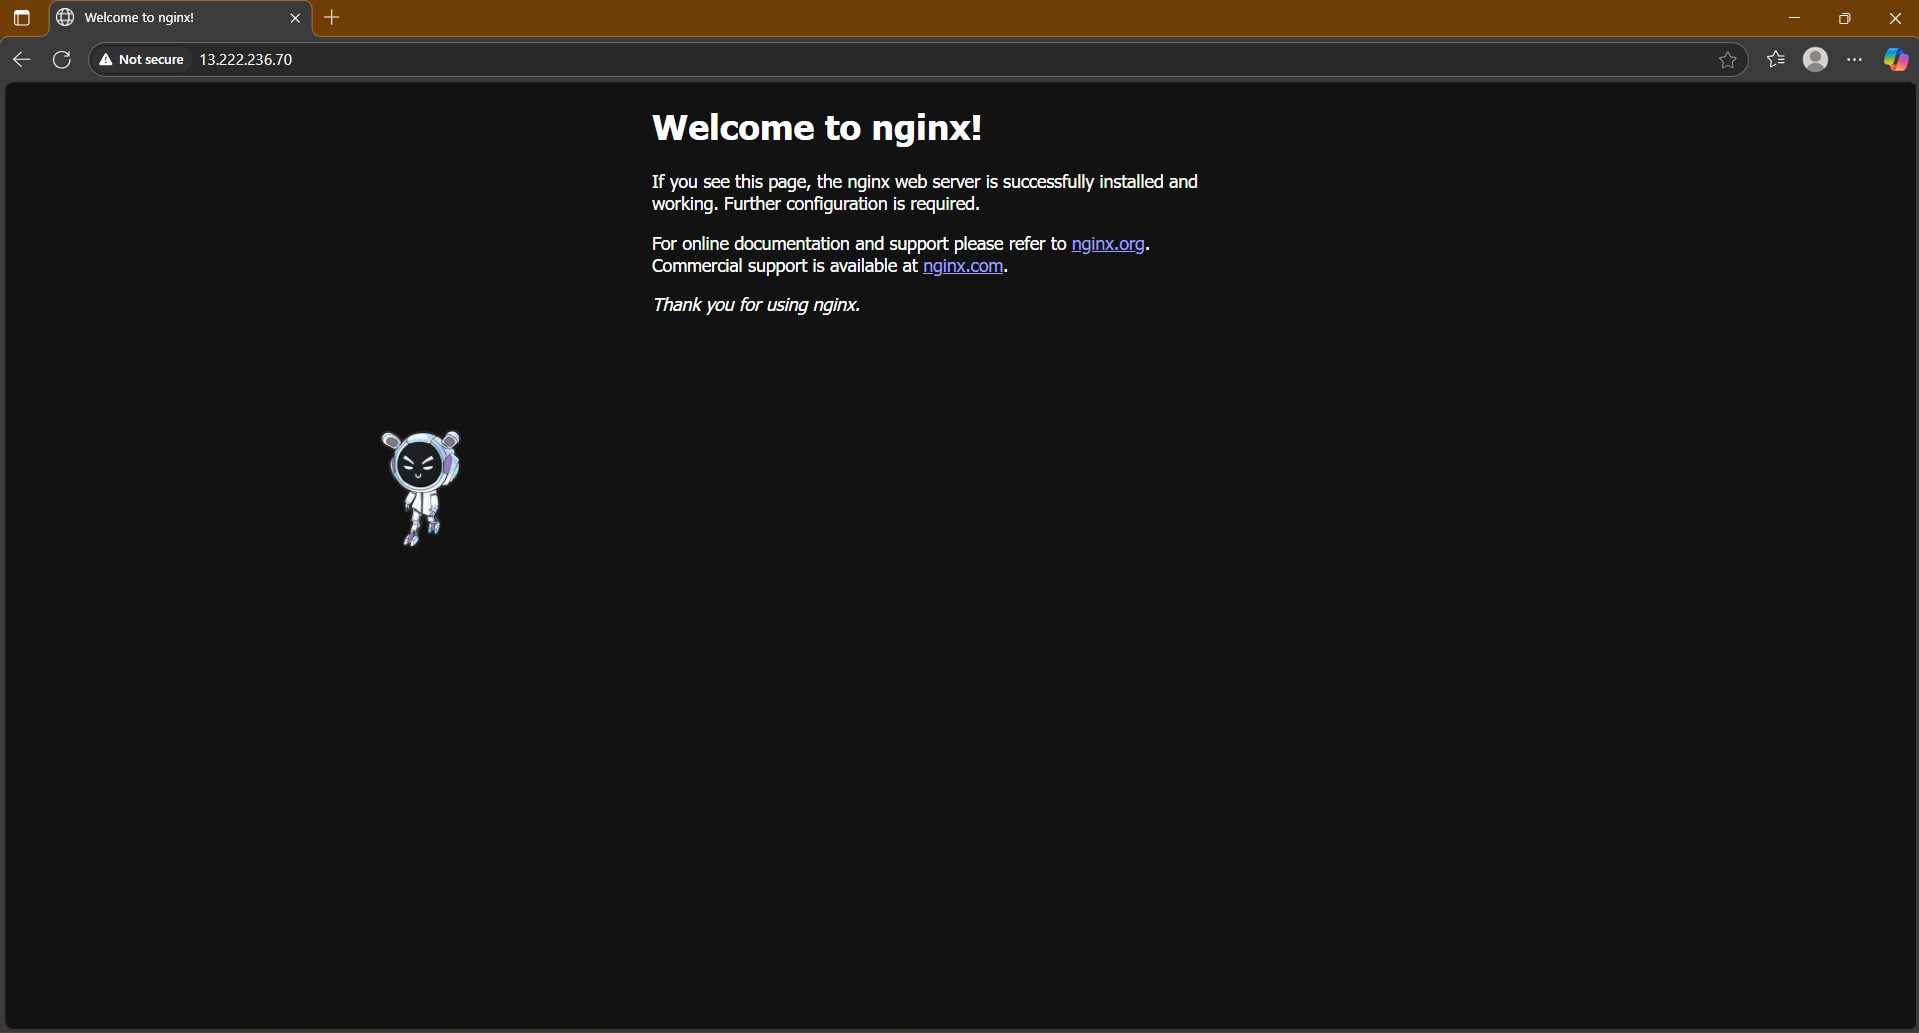 Welcome to nginx!
Not secure 13.222.236.70
Welcome to nginx!
If you see this page, the nginx web server is successfully installed and
working. Further configuration is required.
For online documentation and support please refer to nginx.org.
Commercial support is available at nginx.com.
Thank you for using nginx.